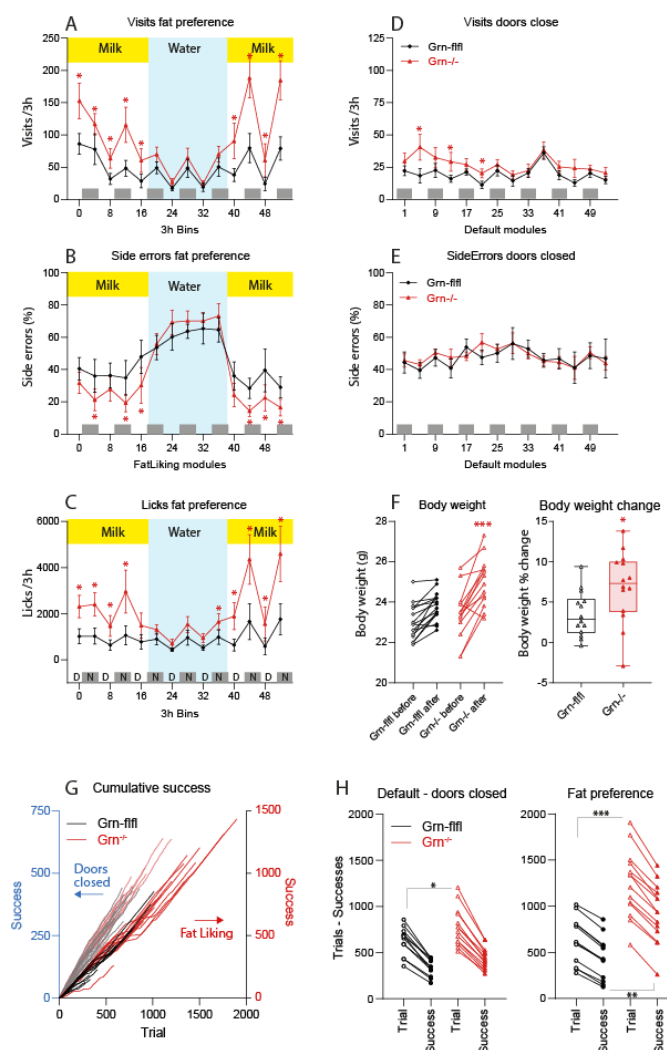 A
Visits fat preference
Milk
Water
Milk
Visits /3h
250
200
150
100
50
0
0 8 16 24 32 40 48
3h Bins
D
Visits doors close
Grn-flfl
Grn-/-
Visits /3h
125
100
75
50
25
0
1 9 17 25 33 41 49
Default modules
B
Side errors fat preference
Milk
Water
Milk
Side errors (%)
100
80
60
40
20
0
0 8 16 24 32 40 48
FatLiking modules
E
SideErrors doors closed
Grn-flfl
Grn-/-
Side errors (%)
100
80
60
40
20
0
1 9 17 25 33 41 49
Default modules
C
Licks fat preference
Milk
Water
Milk
Licks /3h
6000
4000
2000
0
D N D N D N D N D N D N D N
0 8 16 24 32 40 48
3h Bins
F
Body weight
***
Body weight (g)
28
26
24
22
20
Grn-flfl before
Grn-flfl after
Grn-/- before
Grn-/- after
Body weight change
*
Body weight % change
15
10
5
0
-5
Grn-flfl
Grn-/-
G
Cumulative success
Grn-flfl
Grn-/-
Doors closed
Fat Liking
Success
750
500
250
0
Success
1500
1000
500
0
0 500 1000 1500 2000
Trial
H
Default - doors closed
Grn-flfl
Grn-/-
*
Trials - Successes
2000
1500
1000
500
0
Trial
Success
Trial
Success
Fat preference
***
**
2000
1500
1000
500
0
Trial
Success
Trial
Success